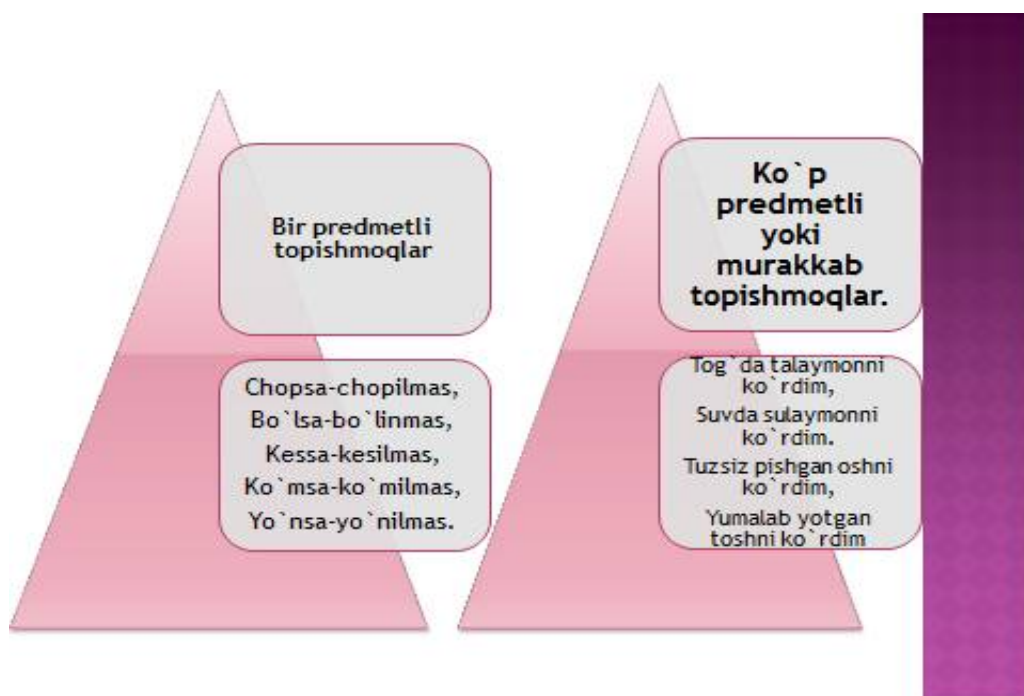 Bir predmetli
topishmoqlar
Chopsa-chopilmas,
Bo`lsa-bo`linmas,
Kessa-kesilmas,
Ko`msa-ko`milmas,
Yo`nsa-yo`nilmas.
Ko`p
predmetli
yoki
murakkab
topishmoqlar.
Tog`da talaymonni
ko`rdim,
Suvda sulaymonni
ko`rdim.
Tuzsiz pishgan oshni
ko`rdim,
Yumalab yotgan
toshni ko`rdim